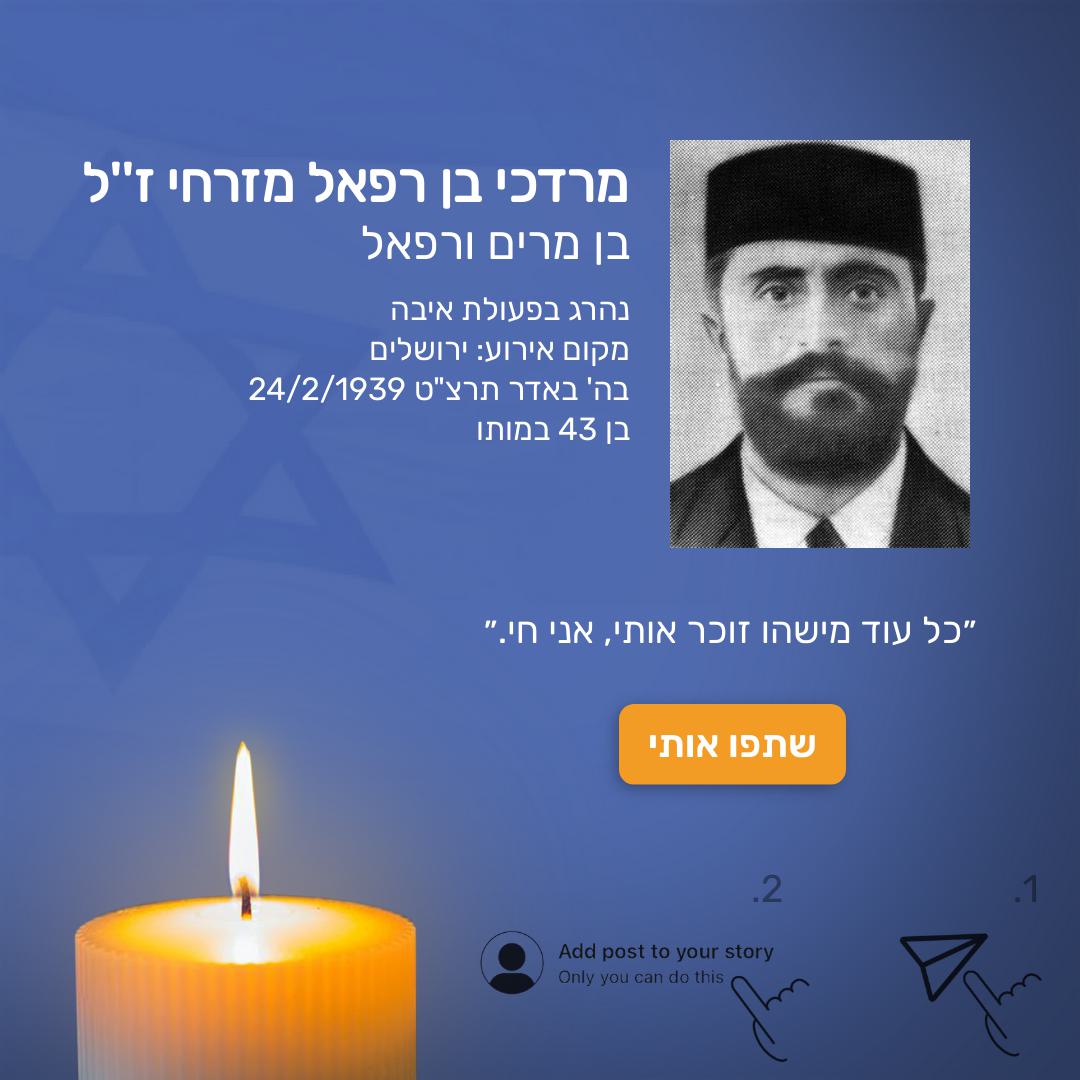 מרדכי בן רפאל מזרחי ז"ל
בן מרים ורפאל
נהרג בפעולת איבה
מקום אירוע: ירושלים
בה' באדר תרצ"ט 24/2/1939
בן 43 במותו
"כל עוד מישהו זוכר אותי, אני חי."
שתפו אותי
1.
2.
Add post to your story
Only you can do this